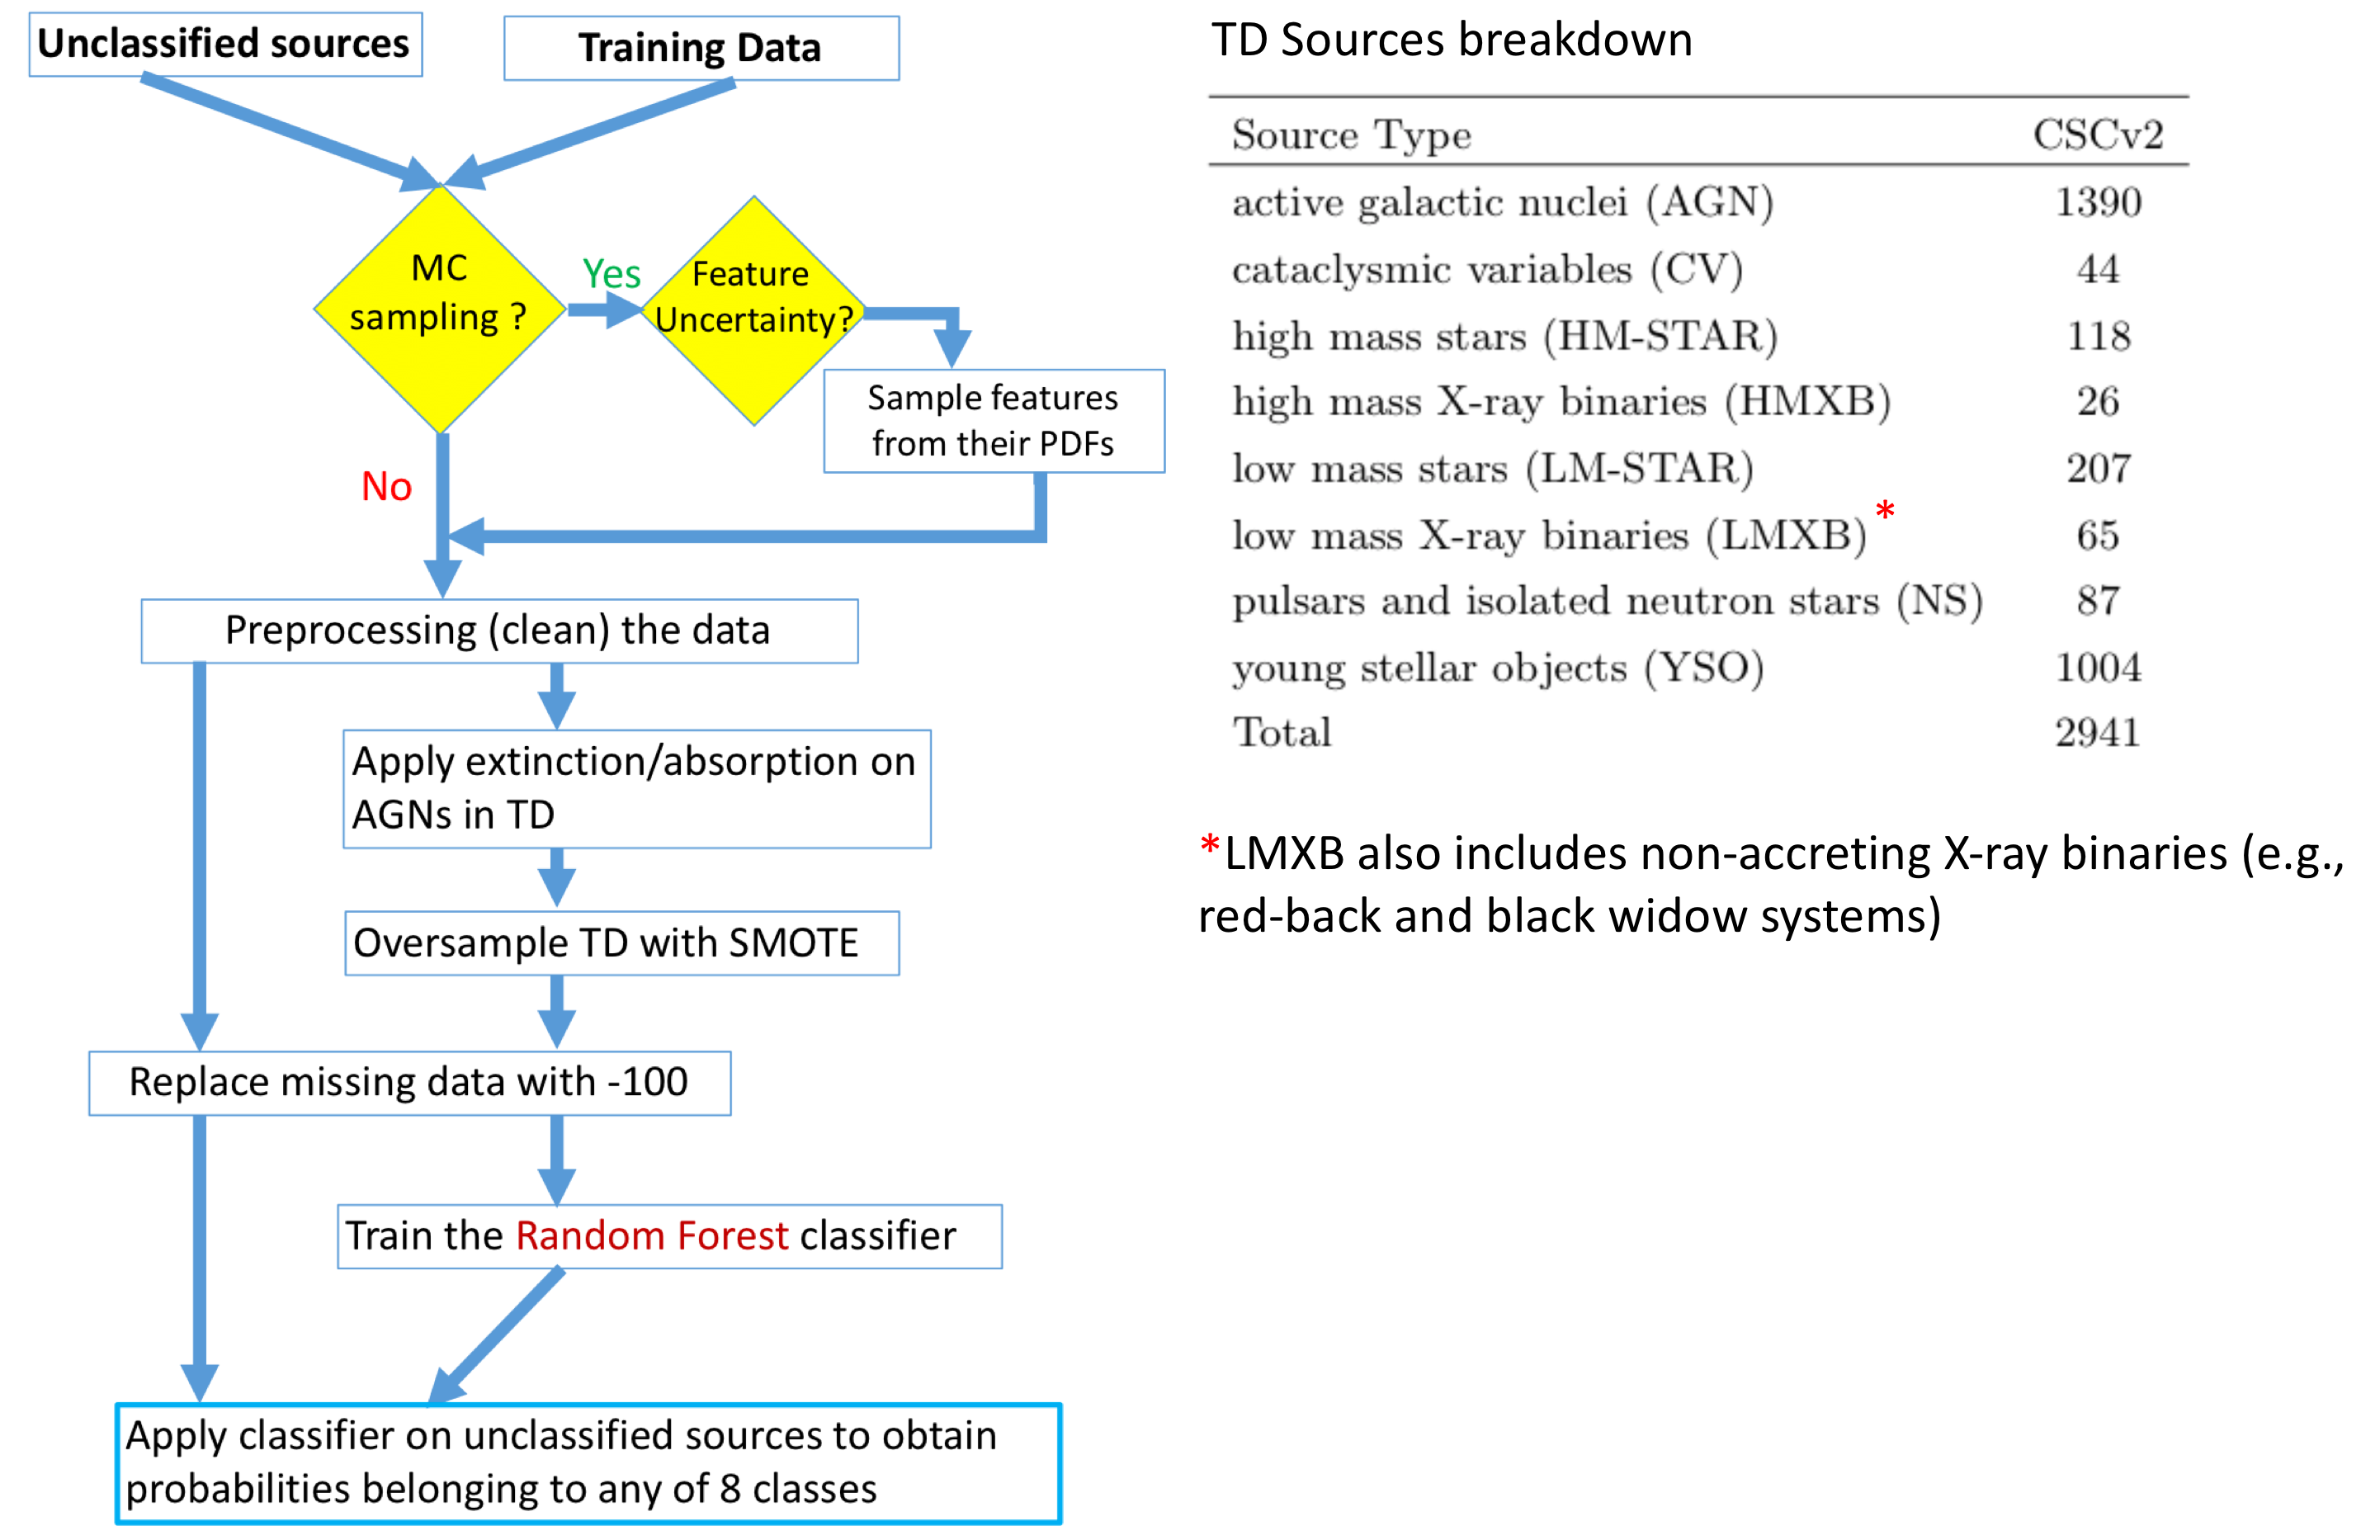 Unclassified sources
Training Data
MC
sampling ?
Yes
Feature
Uncertainty?
Sample features
from their PDFs
No
Preprocessing (clean) the data
Apply extinction/absorption on
AGNs in TD
Oversample TD with SMOTE
Replace missing data with -100
Train the Random Forest classifier
Apply classifier on unclassified sources to obtain
probabilities belonging to any of 8 classes
TD Sources breakdown
Source Type CSCv2
active galactic nuclei (AGN) 1390
cataclysmic variables (CV) 44
high mass stars (HM-STAR) 118
high mass X-ray binaries (HMXB) 26
low mass stars (LM-STAR) 207
low mass X-ray binaries (LMXB) * 65
pulsars and isolated neutron stars (NS) 87
young stellar objects (YSO) 1004
Total 2941
*LMXB also includes non-accreting X-ray binaries (e.g.,
red-back and black widow systems)